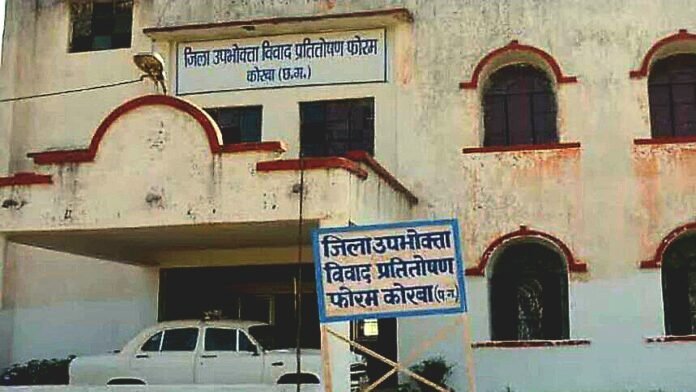 जिला उपभोक्ता विवाद प्रतितोषण फोरम
कोरबा (छ.ग.)
जिला उपभोक्ता
विवाद प्रतितोषण
फोरम कोरबा